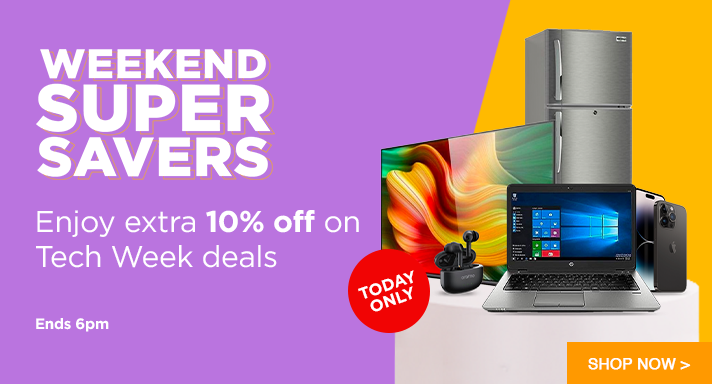 WEEKEND
SUPER
SAVERS
Enjoy extra 10% off on
Tech Week deals
TODAY
ONLY
Ends 6pm
SHOP NOW >